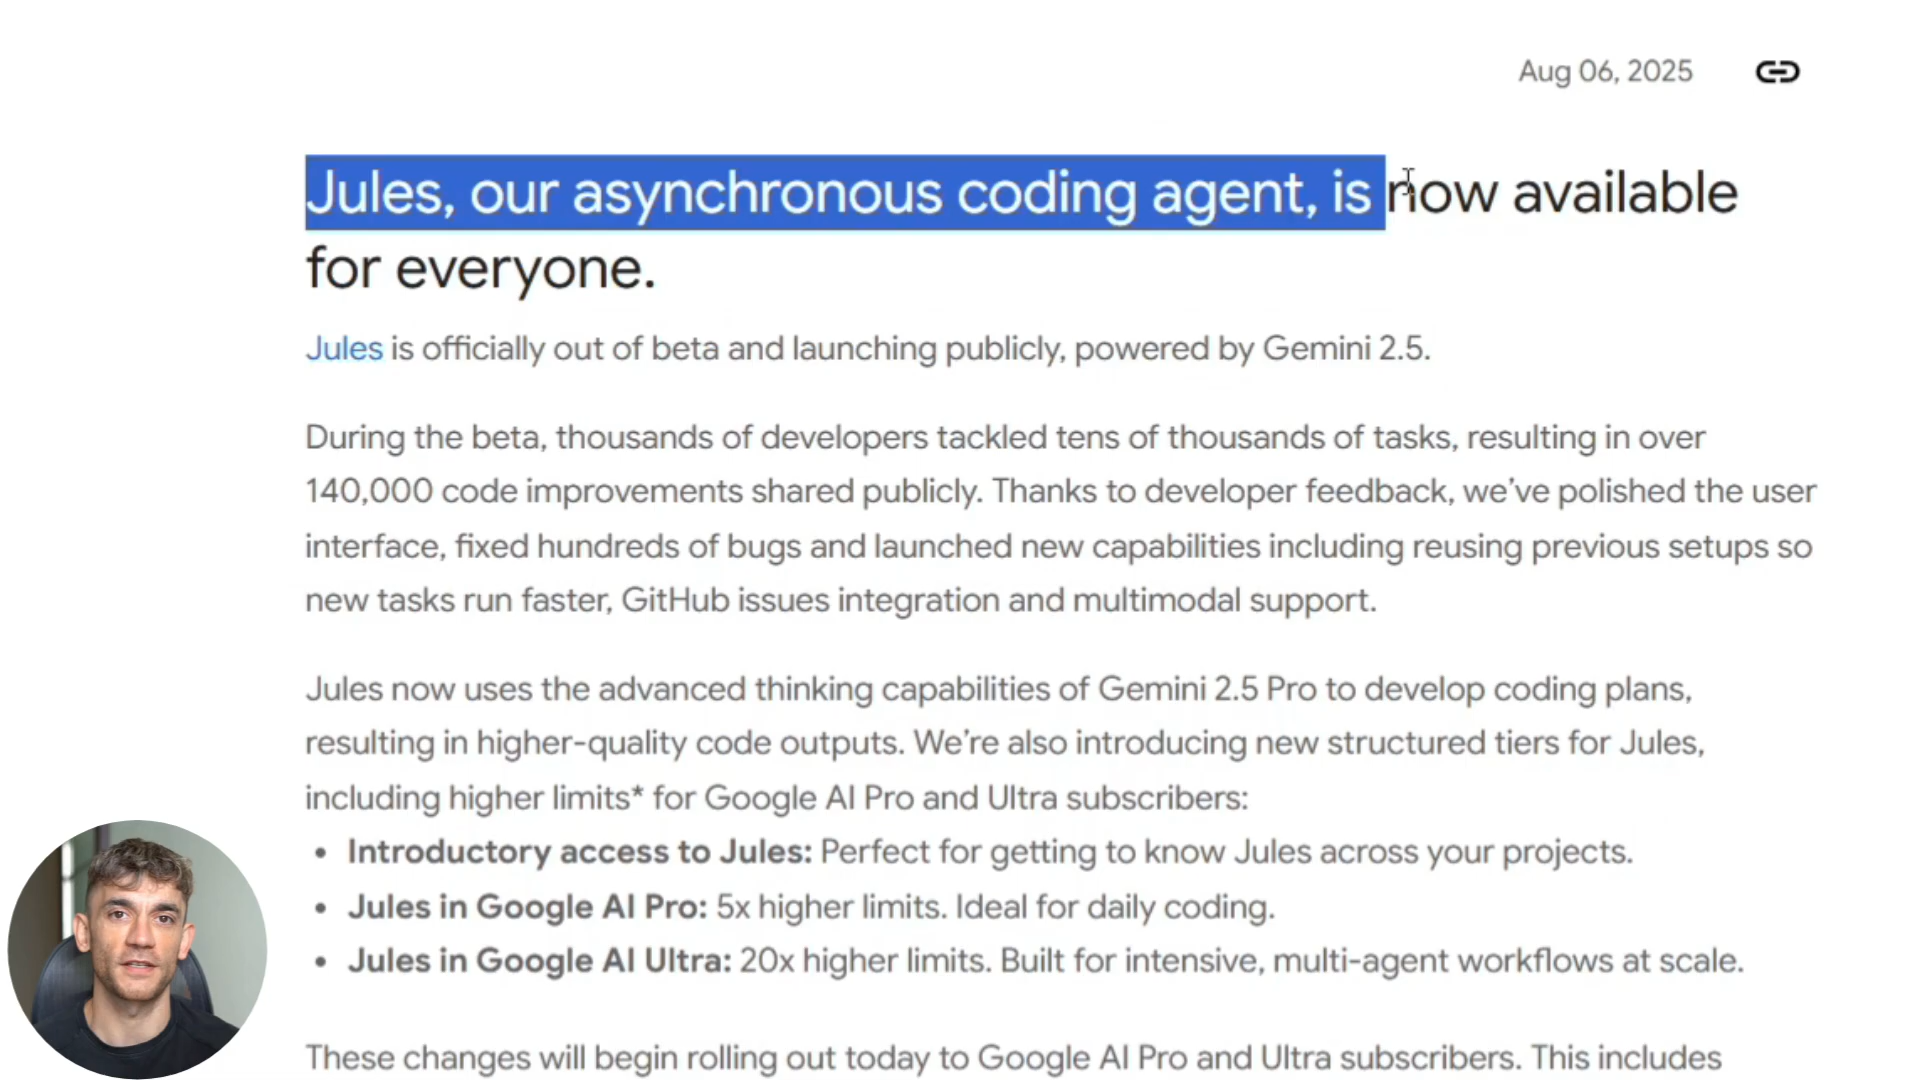 Aug 06, 2025
Jules, our asynchronous coding agent, is now available
for everyone.
Jules is officially out of beta and launching publicly, powered by Gemini 2.5.
During the beta, thousands of developers tackled tens of thousands of tasks, resulting in over
140,000 code improvements shared publicly. Thanks to developer feedback, we’ve polished the user
interface, fixed hundreds of bugs and launched new capabilities including reusing previous setups so
new tasks run faster, GitHub issues integration and multimodal support.
Jules now uses the advanced thinking capabilities of Gemini 2.5 Pro to develop coding plans,
resulting in higher-quality code outputs. We’re also introducing new structured tiers for Jules,
including higher limits* for Google AI Pro and Ultra subscribers:
• Introductory access to Jules: Perfect for getting to know Jules across your projects.
• Jules in Google AI Pro: 5x higher limits. Ideal for daily coding.
• Jules in Google AI Ultra: 20x higher limits. Built for intensive, multi-agent workflows at scale.
These changes will begin rolling out today to Google AI Pro and Ultra subscribers. This includes